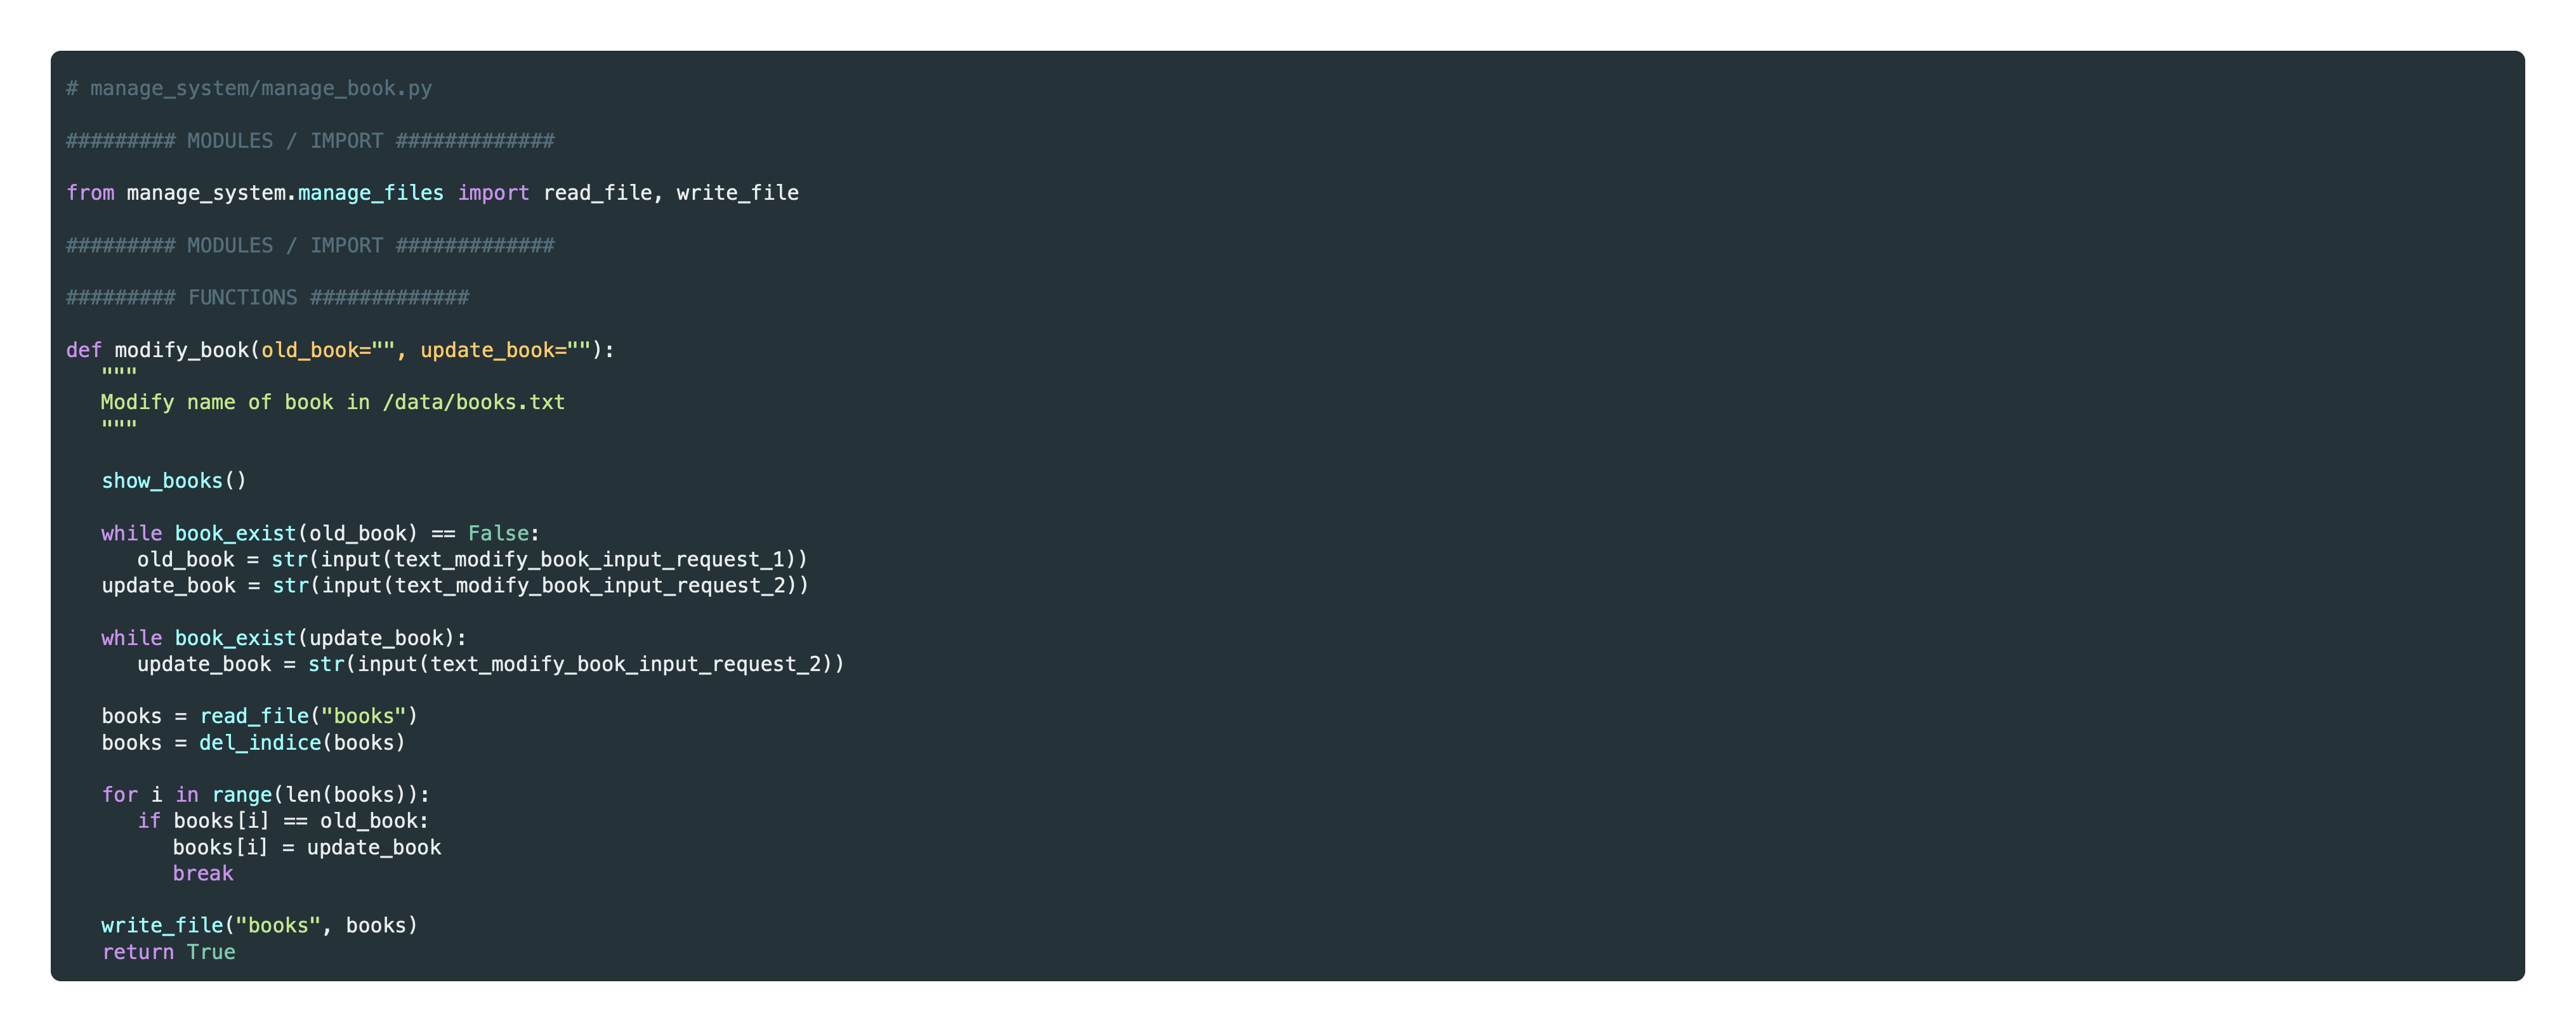 # manage_system/manage_book.py
######### MODULES / IMPORT #############
from manage_system.manage_files import read_file, write_file
######### MODULES / IMPORT #############
######### FUNCTIONS #############
def modify_book(old_book="", update_book=""):
   """
   Modify name of book in /data/books.txt
   """
   show_books()
   while book_exist(old_book) == False:
      old_book = str(input(text_modify_book_input_request_1))
   update_book = str(input(text_modify_book_input_request_2))
   while book_exist(update_book):
      update_book = str(input(text_modify_book_input_request_2))
   books = read_file("books")
   books = del_indice(books)
   for i in range(len(books)):
      if books[i] == old_book:
         books[i] = update_book
         break
   write_file("books", books)
   return True